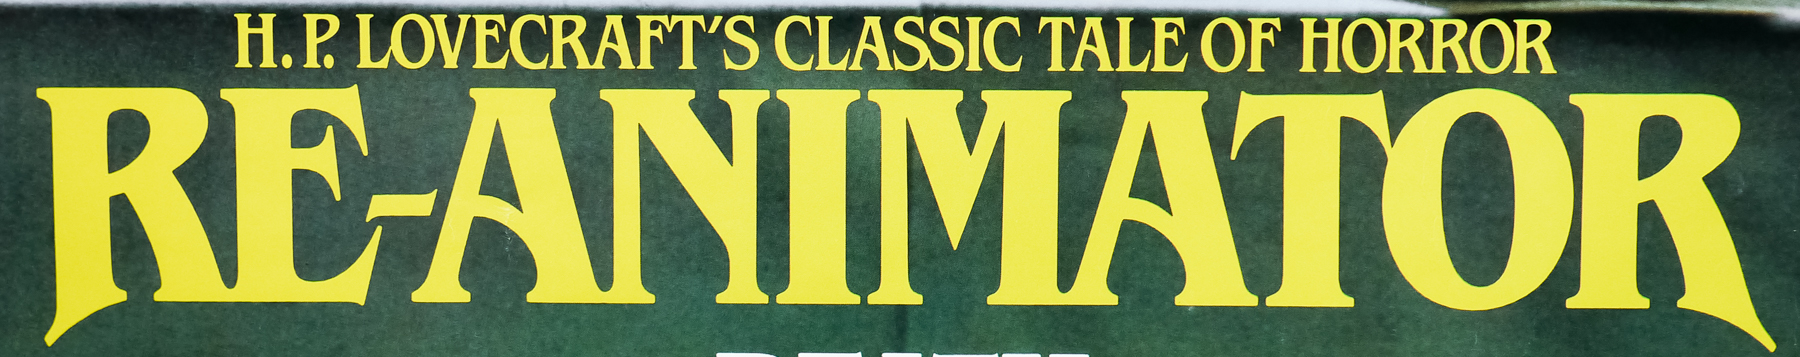 H.P. LOVECRAFT'S CLASSIC TALE OF HORROR
RE-ANIMATOR